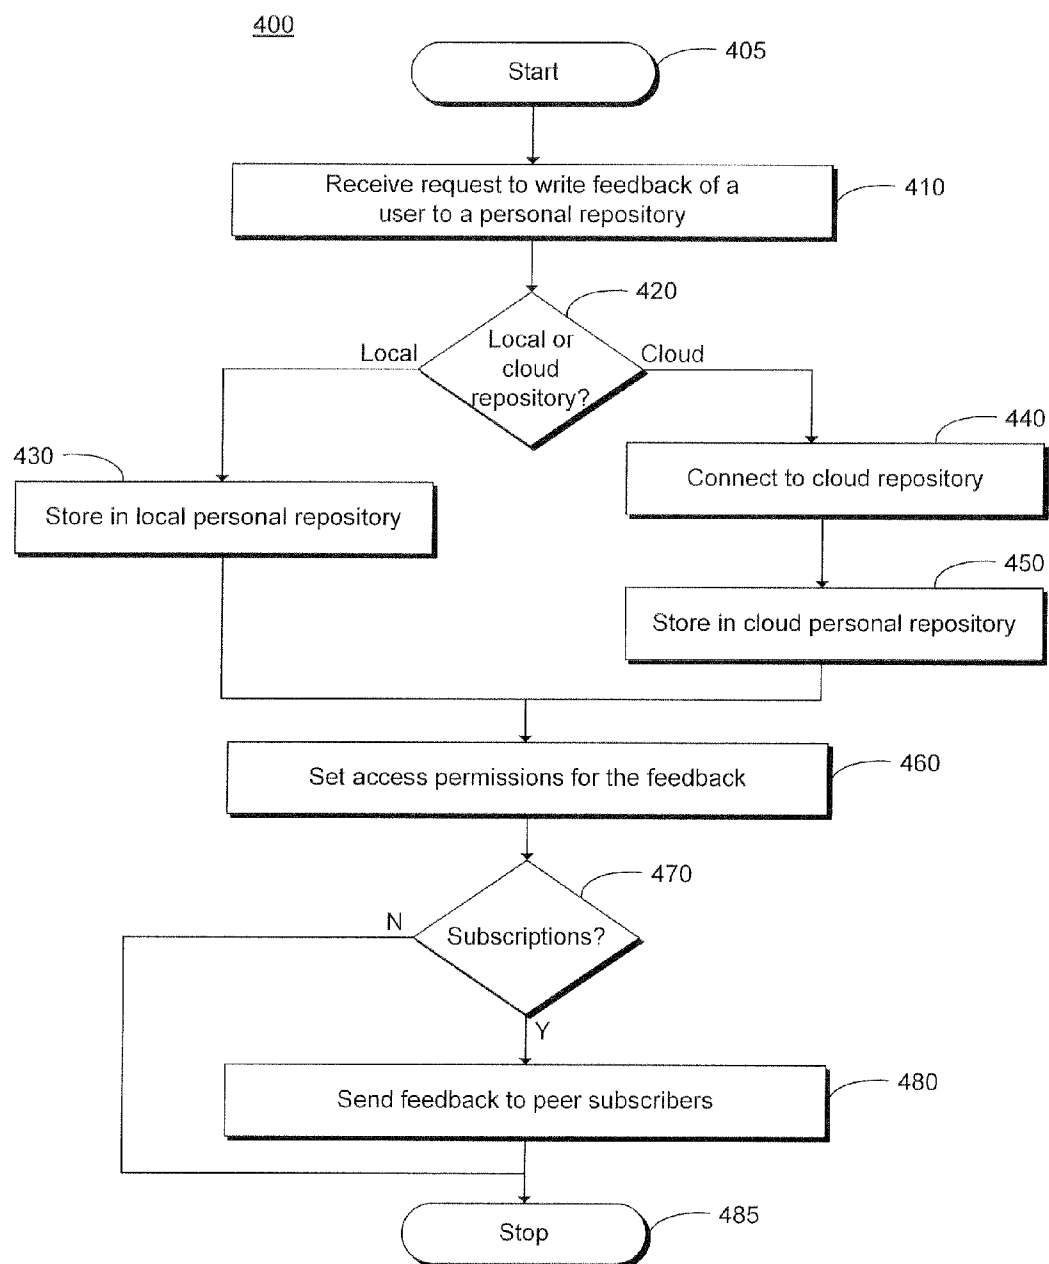 400
Start
405
Receive request to write feedback of a
user to a personal repository
410
420
Local or
cloud
repository?
Local
Cloud
430
Store in local personal repository
440
Connect to cloud repository
450
Store in cloud personal repository
Set access permissions for the feedback
460
470
Subscriptions?
N
Y
Send feedback to peer subscribers
480
Stop
485